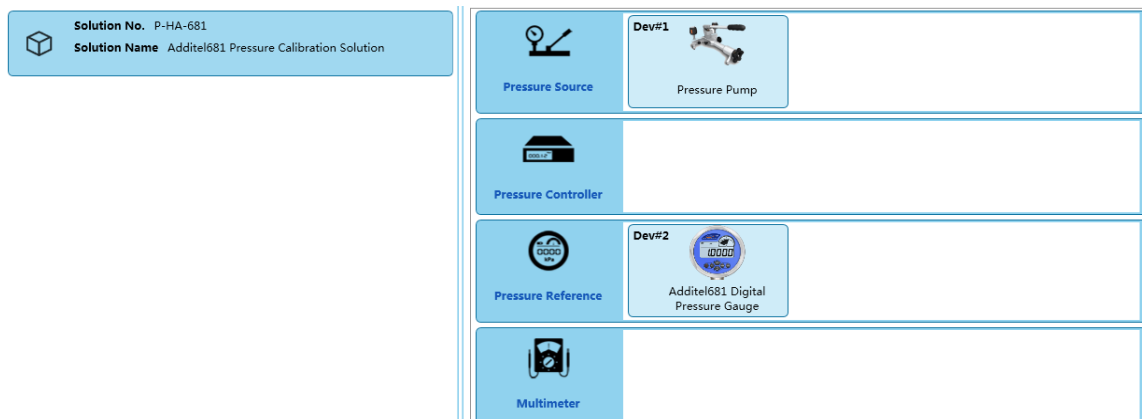 Solution No. P-HA-681
Solution Name Additel681 Pressure Calibration Solution
Pressure Source
Dev#1
Pressure Pump
Pressure Controller
Pressure Reference
Dev#2
Additel681 Digital
Pressure Gauge
Multimeter